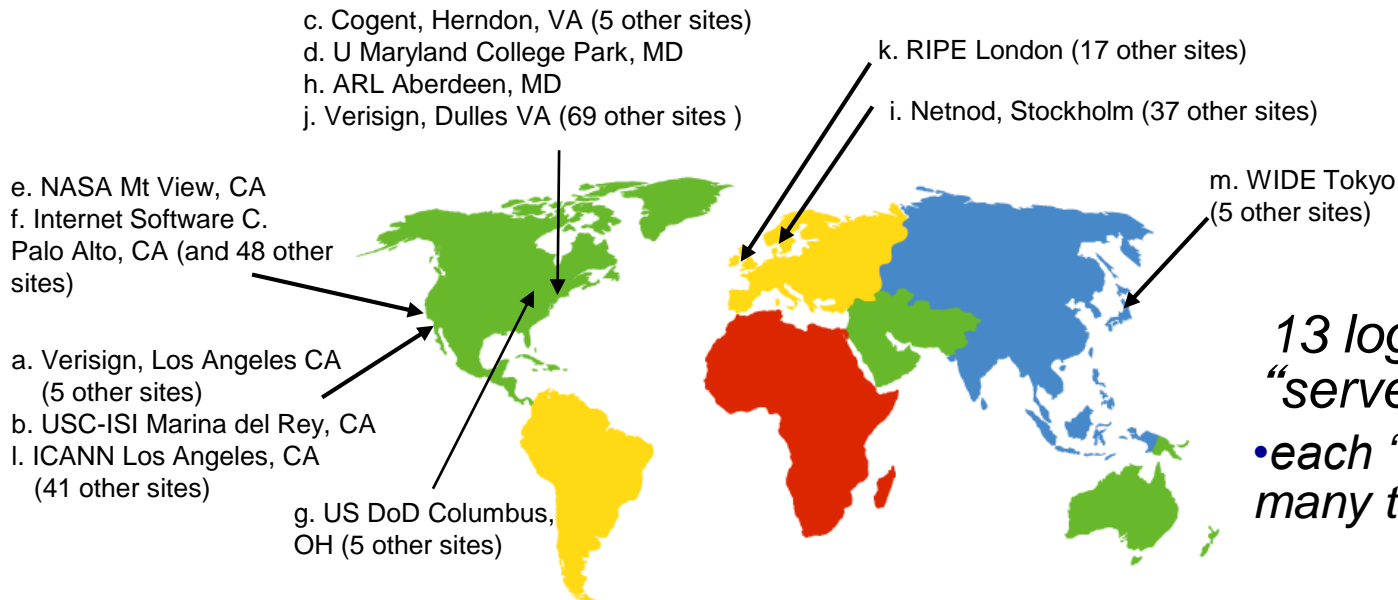 c. Cogent, Herndon, VA (5 other sites)
d. U Maryland College Park, MD
h. ARL Aberdeen, MD
j. Verisign, Dulles VA (69 other sites )
k. RIPE London (17 other sites)
i. Netnod, Stockholm (37 other sites)
e. NASA Mt View, CA
f. Internet Software C.
Palo Alto, CA (and 48 other
sites)
m. WIDE Tokyo
(5 other sites)
a. Verisign, Los Angeles CA
(5 other sites)
b. USC-ISI Marina del Rey, CA
l. ICANN Los Angeles, CA
(41 other sites)
g. US DoD Columbus,
OH (5 other sites)
13 log
“serve
•each ‘
many t